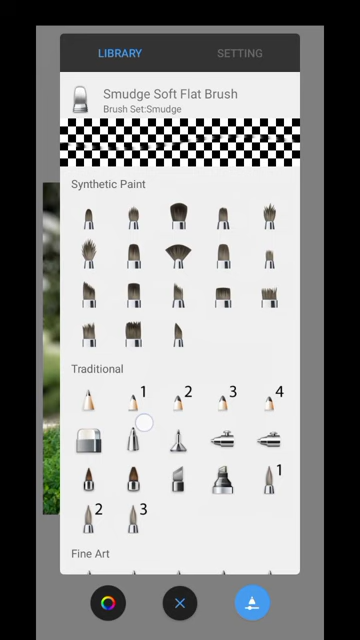 LIBRARY SETTING
Smudge Soft Flat Brush
Brush Set:Smudge
Synthetic Paint
Traditional
1 2 3 4
1
2 3
Fine Art